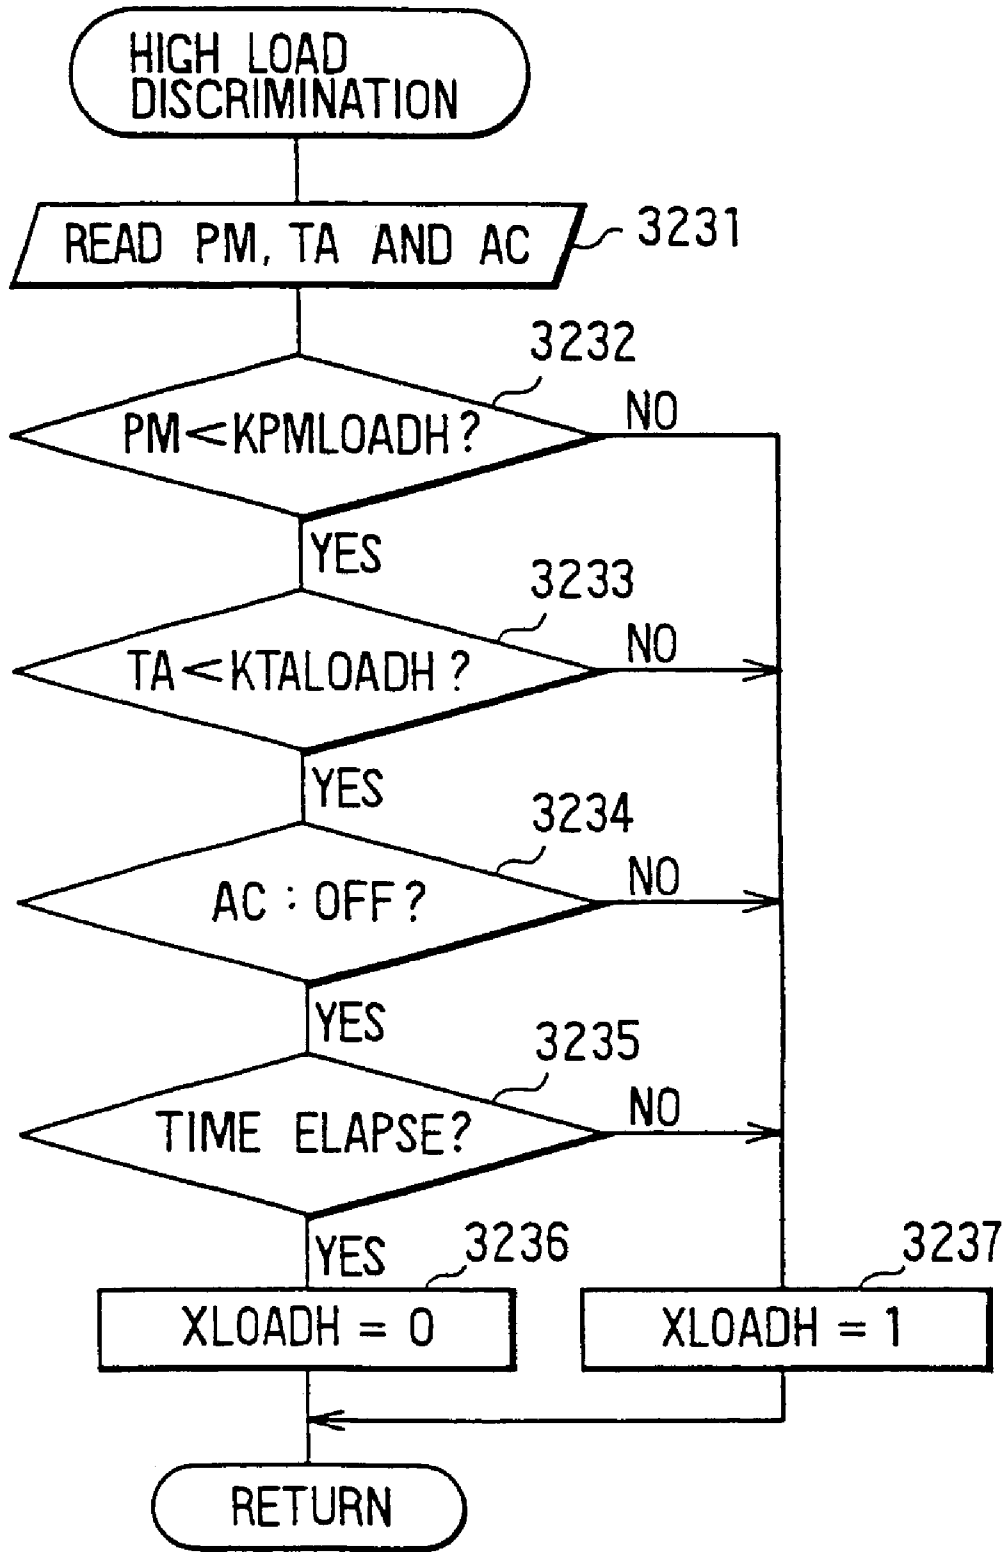 HIGH LOAD
DISCRIMINATION
READ PM, TA AND AC
3231
3232
PM<KPMLOADH?
NO
YES
3233
TA<KTALOADH?
NO
YES
3234
AC : OFF?
NO
YES
3235
TIME ELAPSE?
NO
YES
3236
3237
XLOADH = 0
XLOADH = 1
RETURN